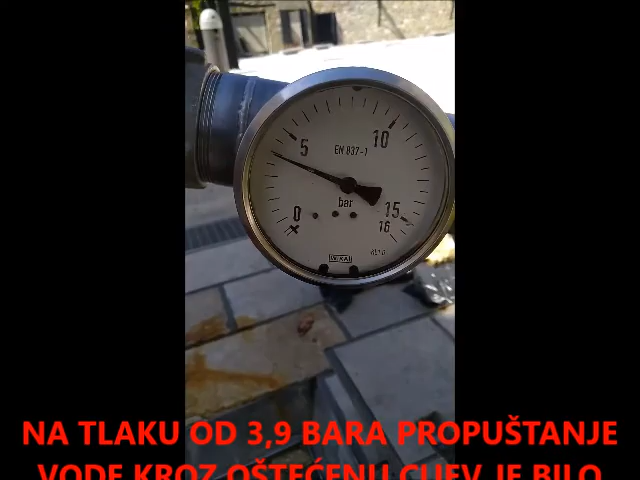 5
10
EN 837-1
bar
0
15
16
WIKA
NA TLAKU OD 3,9 BARA PROPUŠTANJE
VODE KROZ OŠTEĆENU CIJEV JE BILO